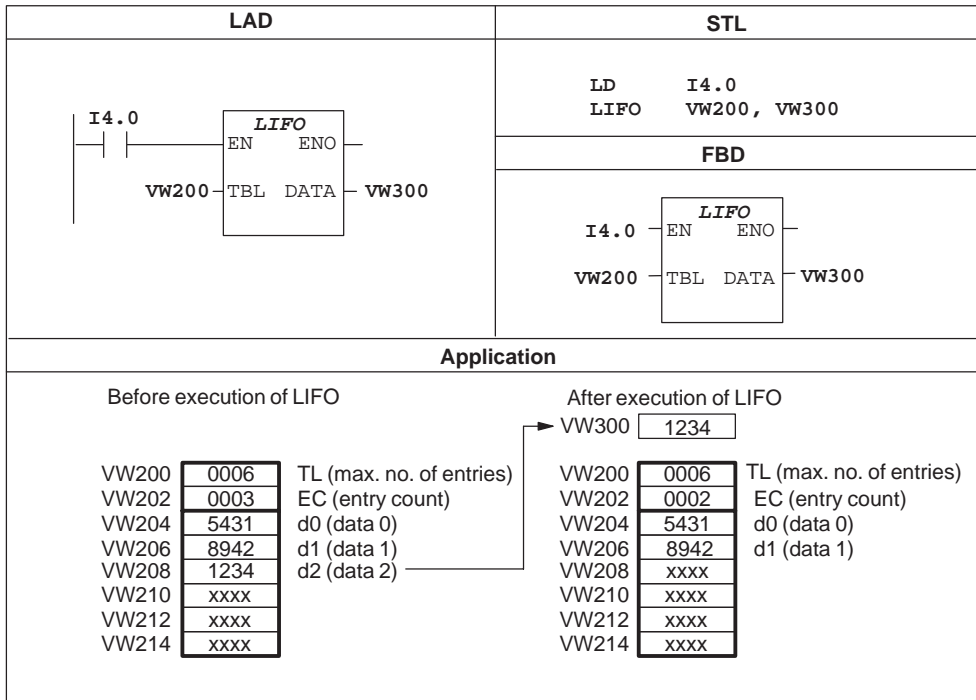 LAD
I4.0
LIFO
EN ENO
VW200 TBL DATA VW300
STL
LD I4.0
LIFO VW200, VW300
FBD
LIFO
I4.0 EN ENO
VW200 TBL DATA VW300
Application
Before execution of LIFO
VW200 0006 TL (max. no. of entries)
VW202 0003 EC (entry count)
VW204 5431 d0 (data 0)
VW206 8942 d1 (data 1)
VW208 1234 d2 (data 2)
VW210 xxxx
VW212 xxxx
VW214 xxxx
After execution of LIFO
VW300 1234
VW200 0006 TL (max. no. of entries)
VW202 0002 EC (entry count)
VW204 5431 d0 (data 0)
VW206 8942 d1 (data 1)
VW208 xxxx
VW210 xxxx
VW212 xxxx
VW214 xxxx